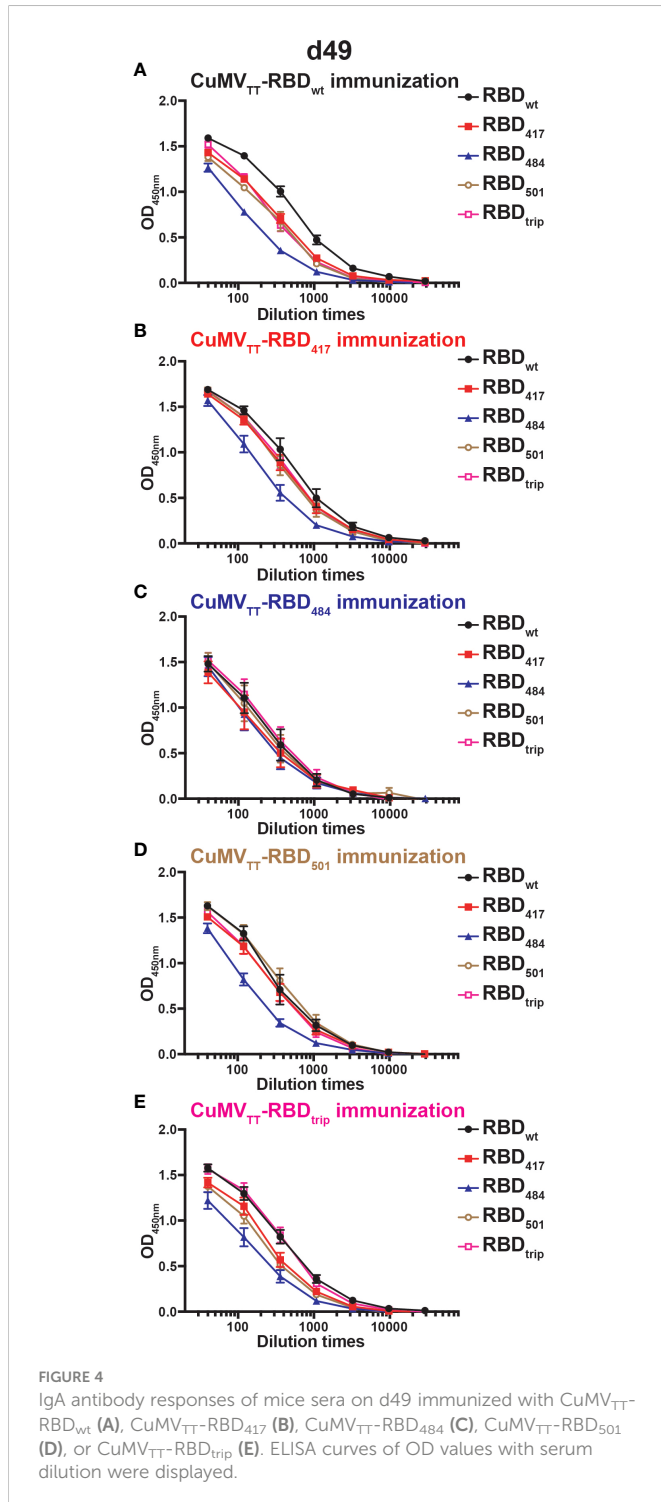 d49
A
CuMVTT-RBDwt immunization
2.0
1.5
1.0
0.5
0.0
OD450nm
100 1000 10000
Dilution times
RBDwt
RBD417
RBD484
RBD501
RBDtrip
B
CuMVTT-RBD417 immunization
2.0
1.5
1.0
0.5
0.0
OD450nm
100 1000 10000
Dilution times
RBDwt
RBD417
RBD484
RBD501
RBDtrip
C
CuMVTT-RBD484 immunization
2.0
1.5
1.0
0.5
0.0
OD450nm
100 1000 10000
Dilution times
RBDwt
RBD417
RBD484
RBD501
RBDtrip
D
CuMVTT-RBD501 immunization
2.0
1.5
1.0
0.5
0.0
OD450nm
100 1000 10000
Dilution times
RBDwt
RBD417
RBD484
RBD501
RBDtrip
E
CuMVTT-RBDtrip immunization
2.0
1.5
1.0
0.5
0.0
OD450nm
100 1000 10000
Dilution times
RBDwt
RBD417
RBD484
RBD501
RBDtrip
FIGURE 4
IgA antibody responses of mice sera on d49 immunized with CuMVTT-
RBDwt (A), CuMVTT-RBD417 (B), CuMVTT-RBD484 (C), CuMVTT-RBD501
(D), or CuMVTT-RBDtrip (E). ELISA curves of OD values with serum
dilution were displayed.